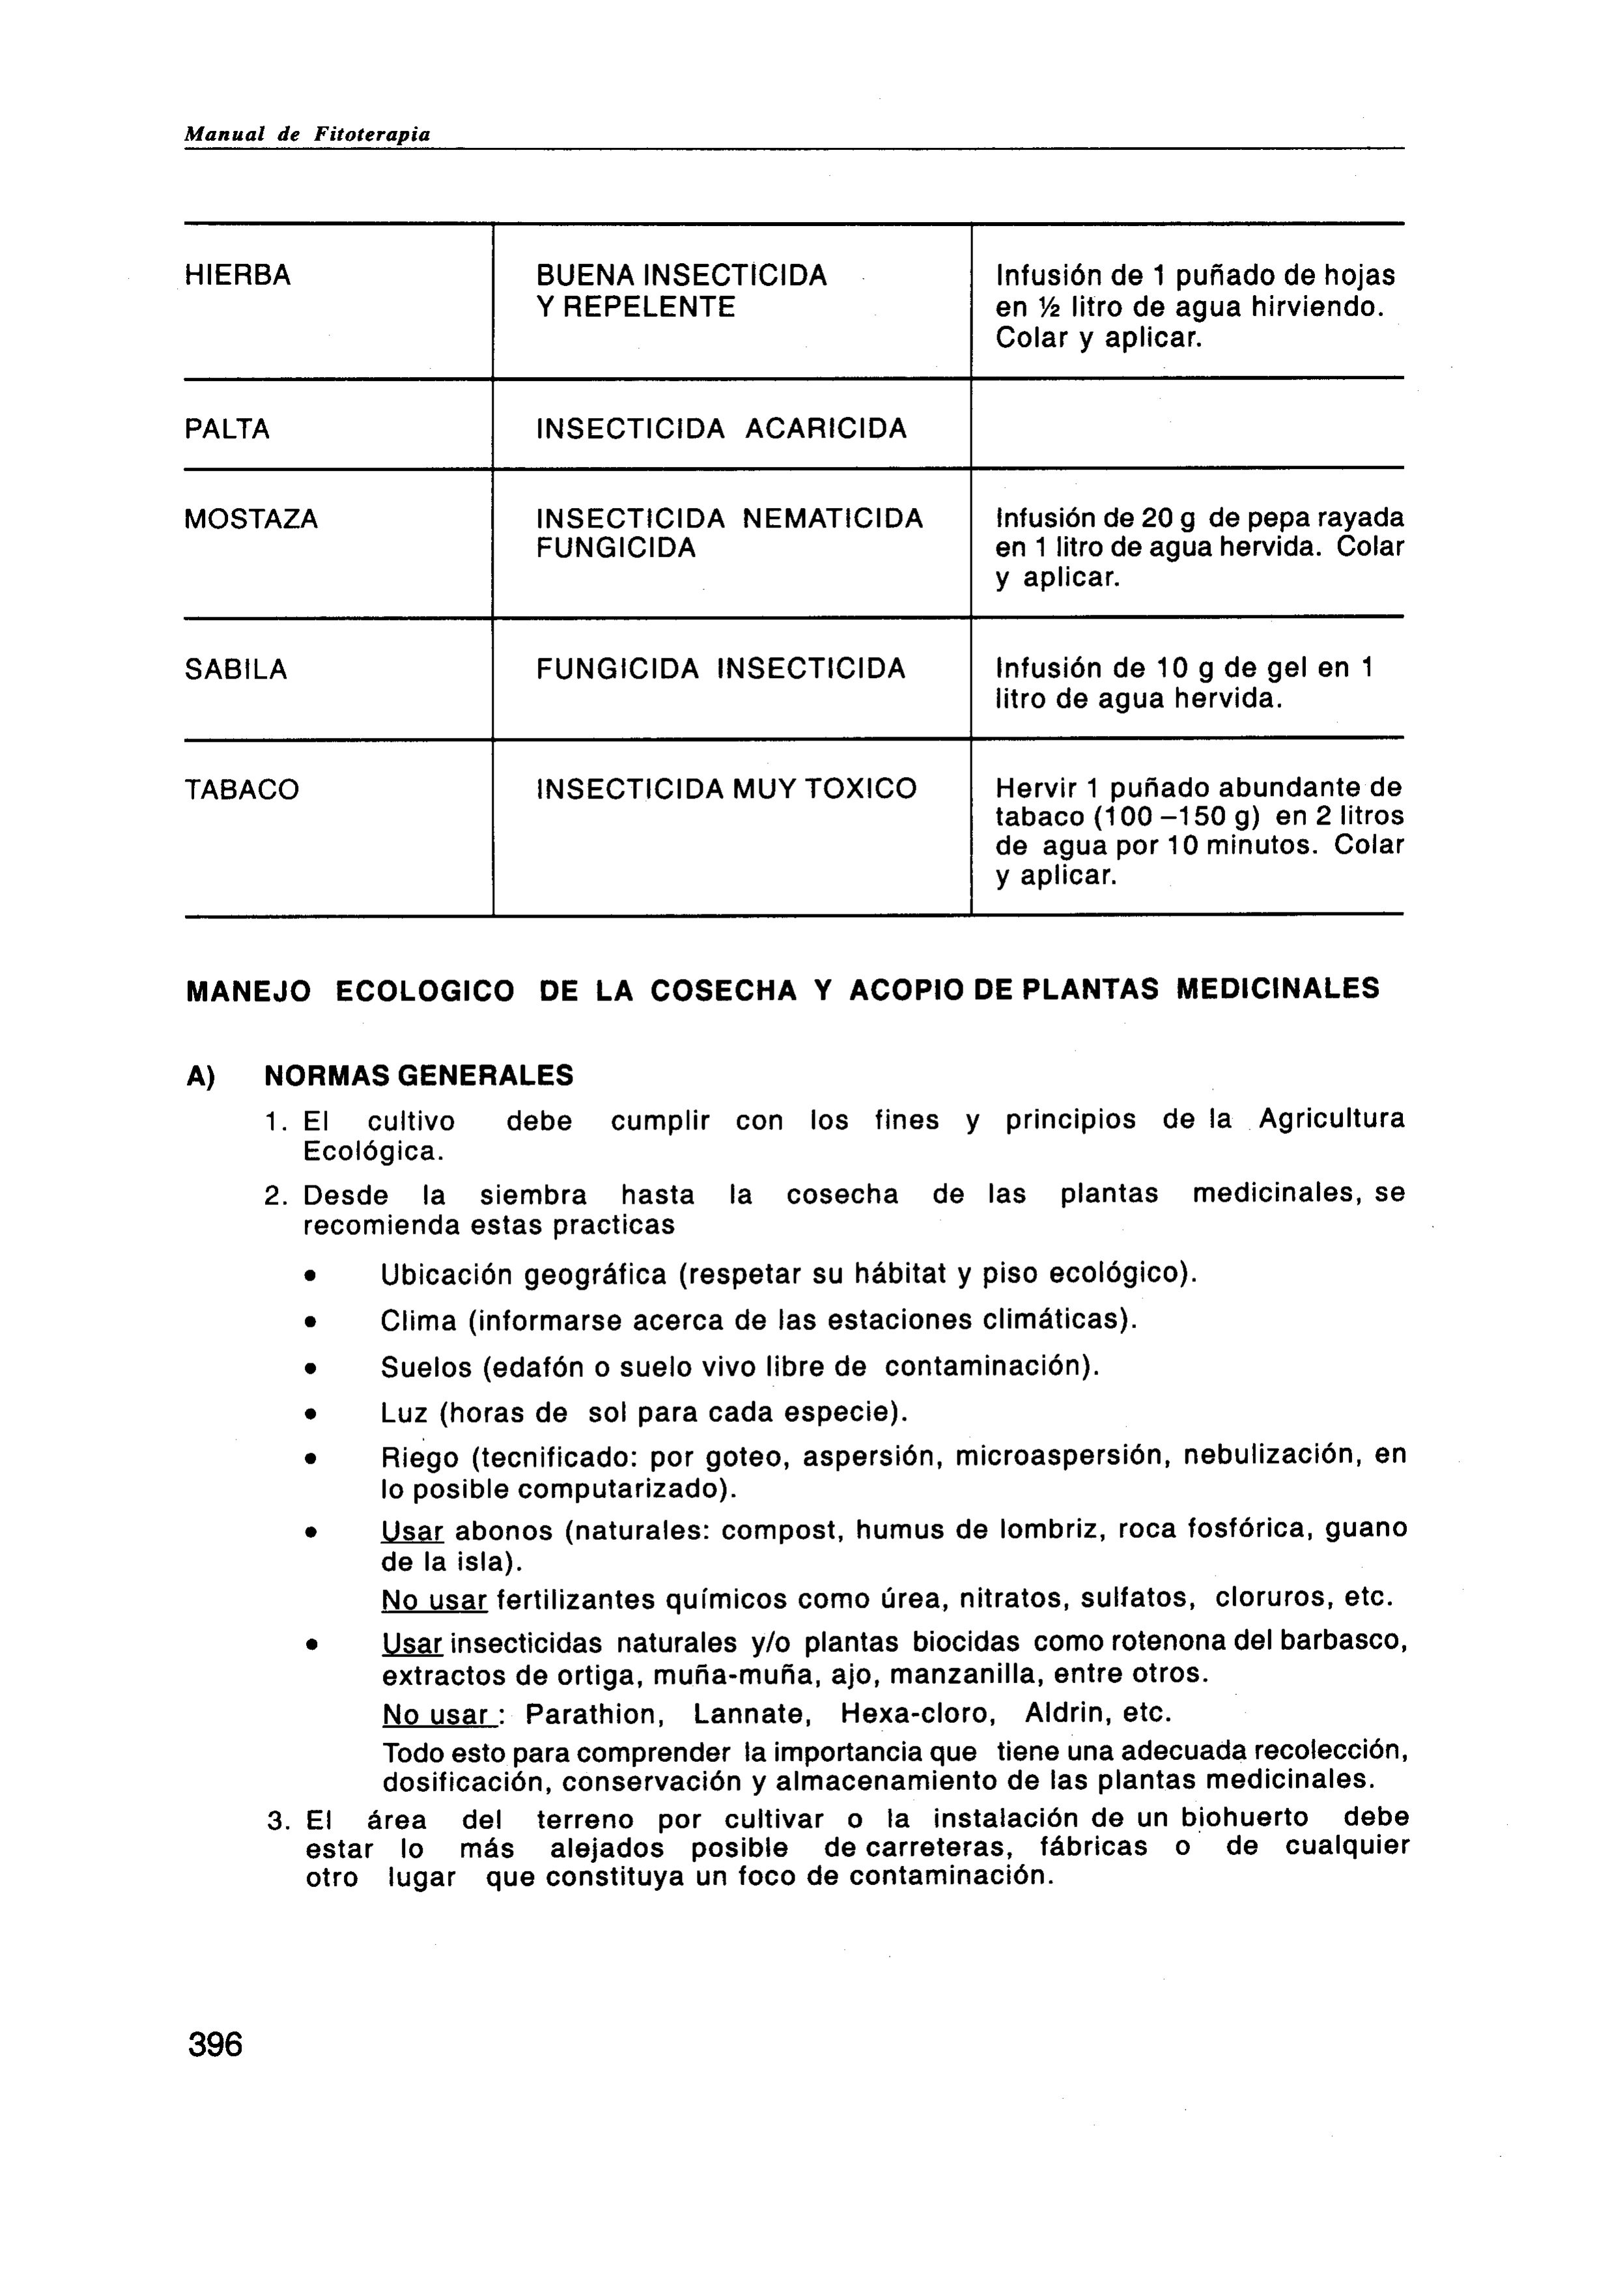 Manual de Fitoterapia
HIERBA
BUENA INSECTICIDA
Y REPELENTE
Infusión de 1 puñado de hojas
en ½ litro de agua hirviendo.
Colar y aplicar.
PALTA
INSECTICIDA ACARICIDA
MOSTAZA
INSECTICIDA NEMATICIDA
FUNGICIDA
Infusión de 20 g de pepa rayada
en 1 litro de agua hervida. Colar
y aplicar.
SABILA
FUNGICIDA INSECTICIDA
Infusión de 10 g de gel en 1
litro de agua hervida.
TABACO
INSECTICIDA MUY TOXICO
Hervir 1 puñado abundante de
tabaco (100 –150 g) en 2 litros
de agua por 10 minutos. Colar
y aplicar.
MANEJO ECOLOGICO DE LA COSECHA Y ACOPIO DE PLANTAS MEDICINALES
A) NORMAS GENERALES
1. El cultivo debe cumplir con los fines y principios de la Agricultura
Ecológica.
2. Desde la siembra hasta la cosecha de las plantas medicinales, se
recomienda estas practicas
• Ubicación geográfica (respetar su hábitat y piso ecológico).
• Clima (informarse acerca de las estaciones climáticas).
• Suelos (edafón o suelo vivo libre de contaminación).
• Luz (horas de sol para cada especie).
• Riego (tecnificado: por goteo, aspersión, microaspersión, nebulización, en
lo posible computarizado).
• Usar abonos (naturales: compost, humus de lombriz, roca fosfórica, guano
de la isla).
No usar fertilizantes químicos como úrea, nitratos, sulfatos, cloruros, etc.
• Usar insecticidas naturales y/o plantas biocidas como rotenona del barbasco,
extractos de ortiga, muña-muña, ajo, manzanilla, entre otros.
No usar : Parathion, Lannate, Hexa-cloro, Aldrin, etc.
Todo esto para comprender la importancia que tiene una adecuada recolección,
dosificación, conservación y almacenamiento de las plantas medicinales.
3. El área del terreno por cultivar o la instalación de un biohuerto debe
estar lo más alejados posible de carreteras, fábricas o de cualquier
otro lugar que constituya un foco de contaminación.
396